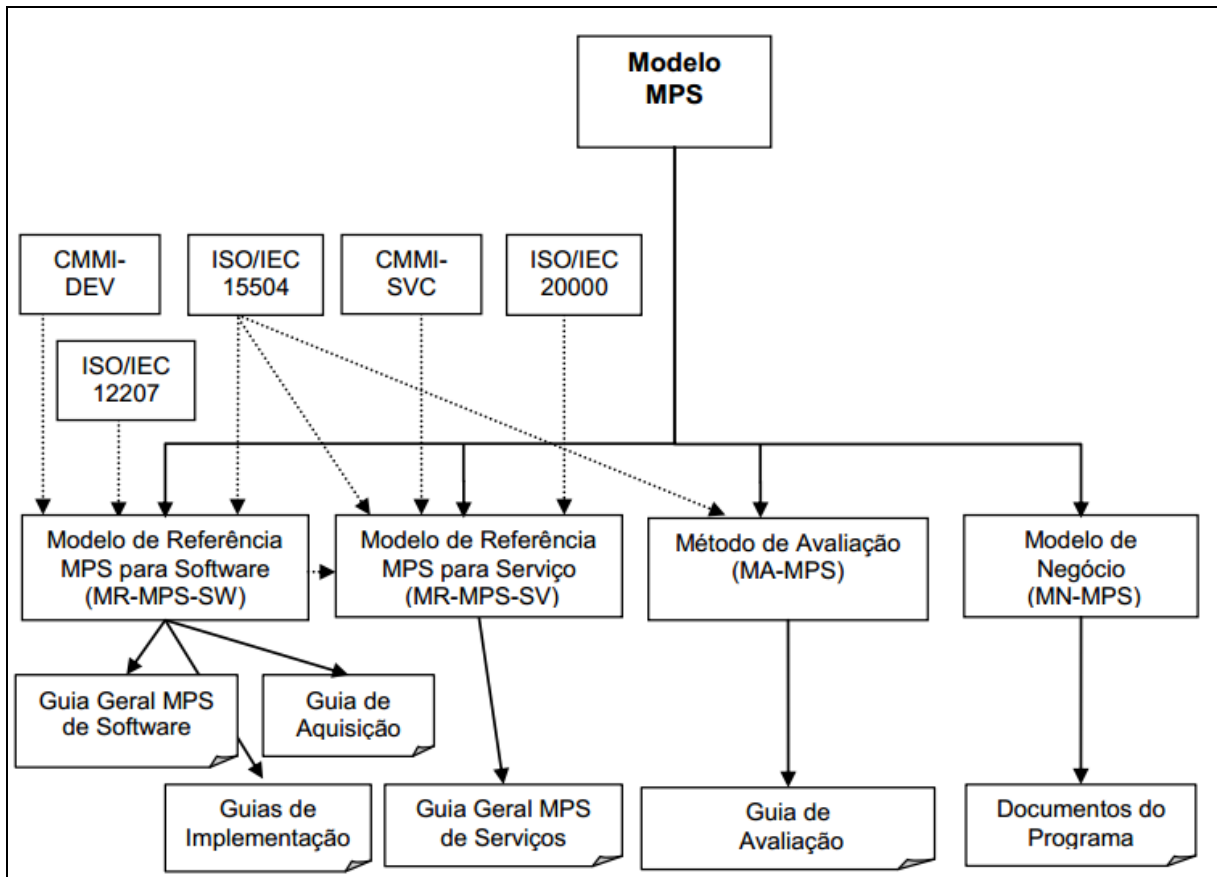 Modelo
MPS
CMMI-
DEV
ISO/IEC
15504
CMMI-
SVC
ISO/IEC
20000
ISO/IEC
12207
Modelo de Referência
MPS para Software
(MR-MPS-SW)
Modelo de Referência
MPS para Serviço
(MR-MPS-SV)
Método de Avaliação
(MA-MPS)
Modelo de
Negócio
(MN-MPS)
Guia Geral MPS
de Software
Guia de
Aquisição
Guias de
Implementação
Guia Geral MPS
de Serviços
Guia de
Avaliação
Documentos do
Programa